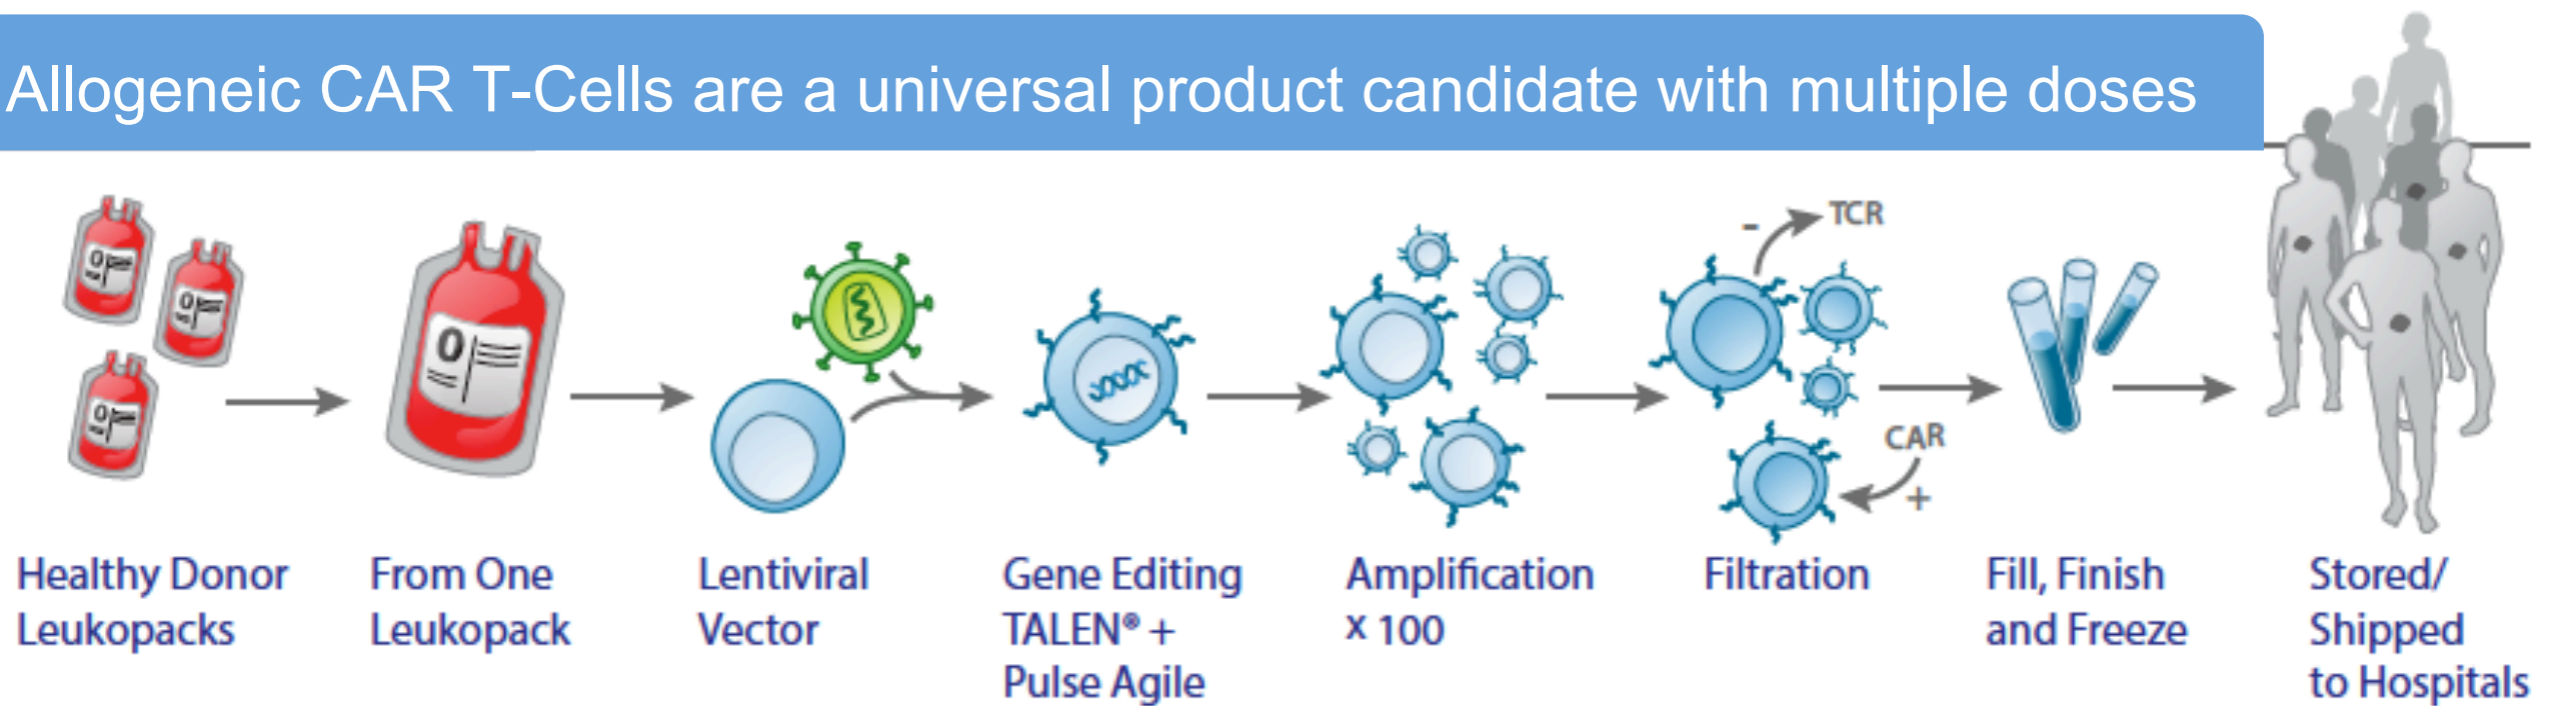 Allogeneic CAR T-Cells are a universal product candidate with multiple doses
O
O
O
O
- TCR
CAR
+
Healthy Donor
Leukopacks
From One
Leukopack
Lentiviral
Vector
Gene Editing
TALEN® +
Pulse Agile
Amplification
x 100
Filtration
Fill, Finish
and Freeze
Stored/
Shipped
to Hospitals